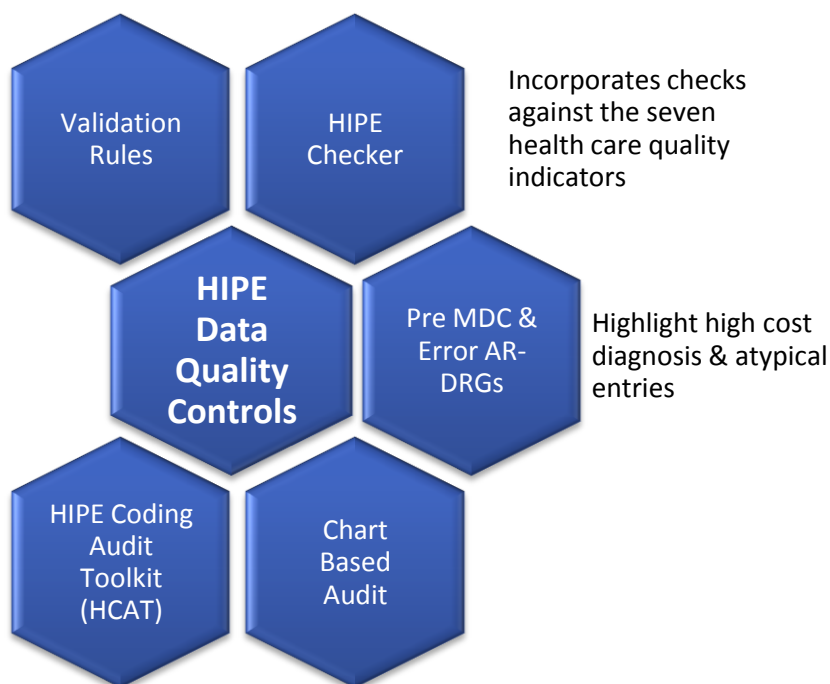 Validation
Rules
HIPE
Checker
Incorporates checks
against the seven
health care quality
indicators
HIPE
Data
Quality
Controls
Pre MDC &
Error AR-
DRGs
Highlight high cost
diagnosis & atypical
entries
HIPE Coding
Audit
Toolkit
(HCAT)
Chart
Based
Audit